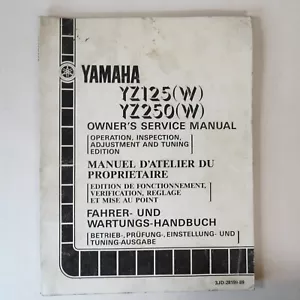 YAMAHA
YZ125(W)
YZ250(W)
OWNER'S SERVICE MANUAL
OPERATION, INSPECTION,
ADJUSTMENT AND TUNING
EDITION
MANUEL D'ATELIER DU
PROPRIETAIRE
EDITION DE FONCTIONNEMENT,
VERIFICATION, REGLAGE
ET MISE AU POINT
FAHRER- UND
WARTUNGS-HANDBUCH
BETRIEB-, PRÜFUNG-, EINSTELLUNG- UND
TUNING-AUSGABE